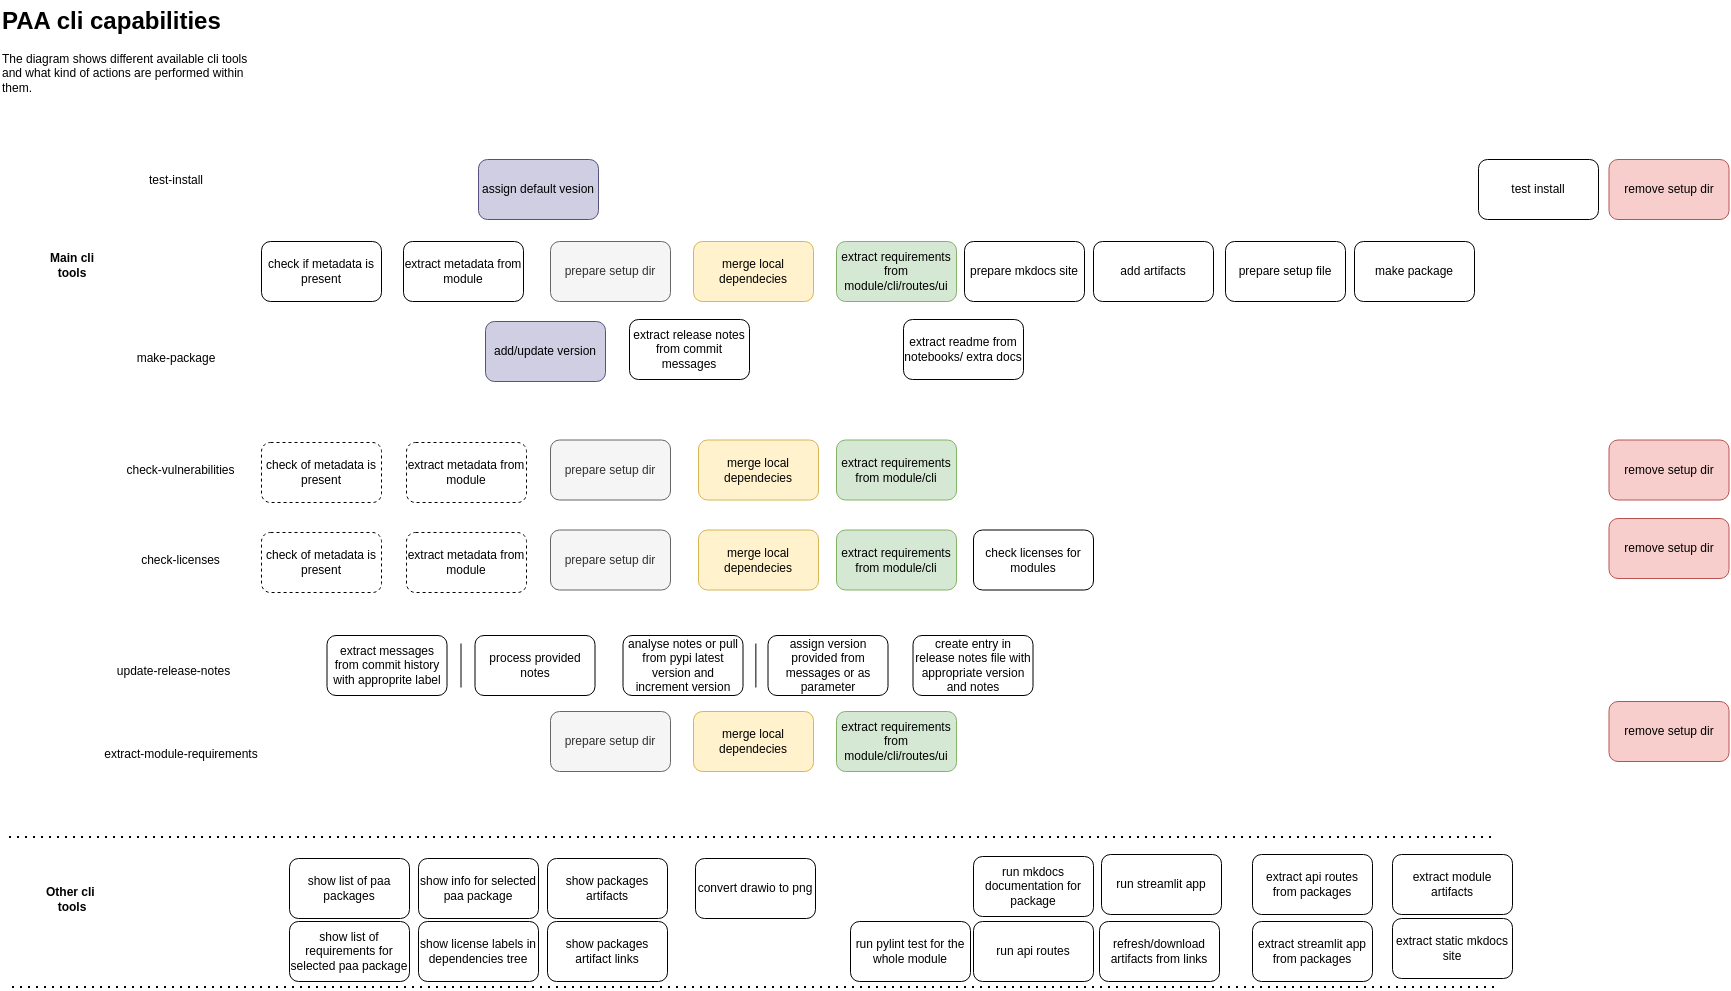 PAA cli capabilities
The diagram shows different available cli tools
and what kind of actions are performed within
them.
test-install
assign default vesion
test install
remove setup dir
Main cli
tools
check if metadata is
present
extract metadata from
module
prepare setup dir
merge local
dependecies
extract requirements
from
module/cli/routes/ui
prepare mkdocs site
add artifacts
prepare setup file
make package
make-package
add/update version
extract release notes
from commit
messages
extract readme from
notebooks/ extra docs
check-vulnerabilities
check of metadata is
present
extract metadata from
module
prepare setup dir
merge local
dependecies
extract requirements
from module/cli
remove setup dir
check-licenses
check of metadata is
present
extract metadata from
module
prepare setup dir
merge local
dependecies
extract requirements
from module/cli
check licenses for
modules
remove setup dir
update-release-notes
extract messages
from commit history
with approprite label
process provided
notes
analyse notes or pull
from pypi latest
version and
increment version
assign version
provided from
messages or as
parameter
create entry in
release notes file with
appropriate version
and notes
extract-module-requirements
prepare setup dir
merge local
dependecies
extract requirements
from
module/cli/routes/ui
remove setup dir
Other cli
tools
show list of paa
packages
show info for selected
paa package
show packages
artifacts
convert drawio to png
run mkdocs
documentation for
package
run streamlit app
extract api routes
from packages
extract module
artifacts
show list of
requirements for
selected paa package
show license labels in
dependencies tree
show packages
artifact links
run pylint test for the
whole module
run api routes
refresh/download
artifacts from links
extract streamlit app
from packages
extract static mkdocs
site